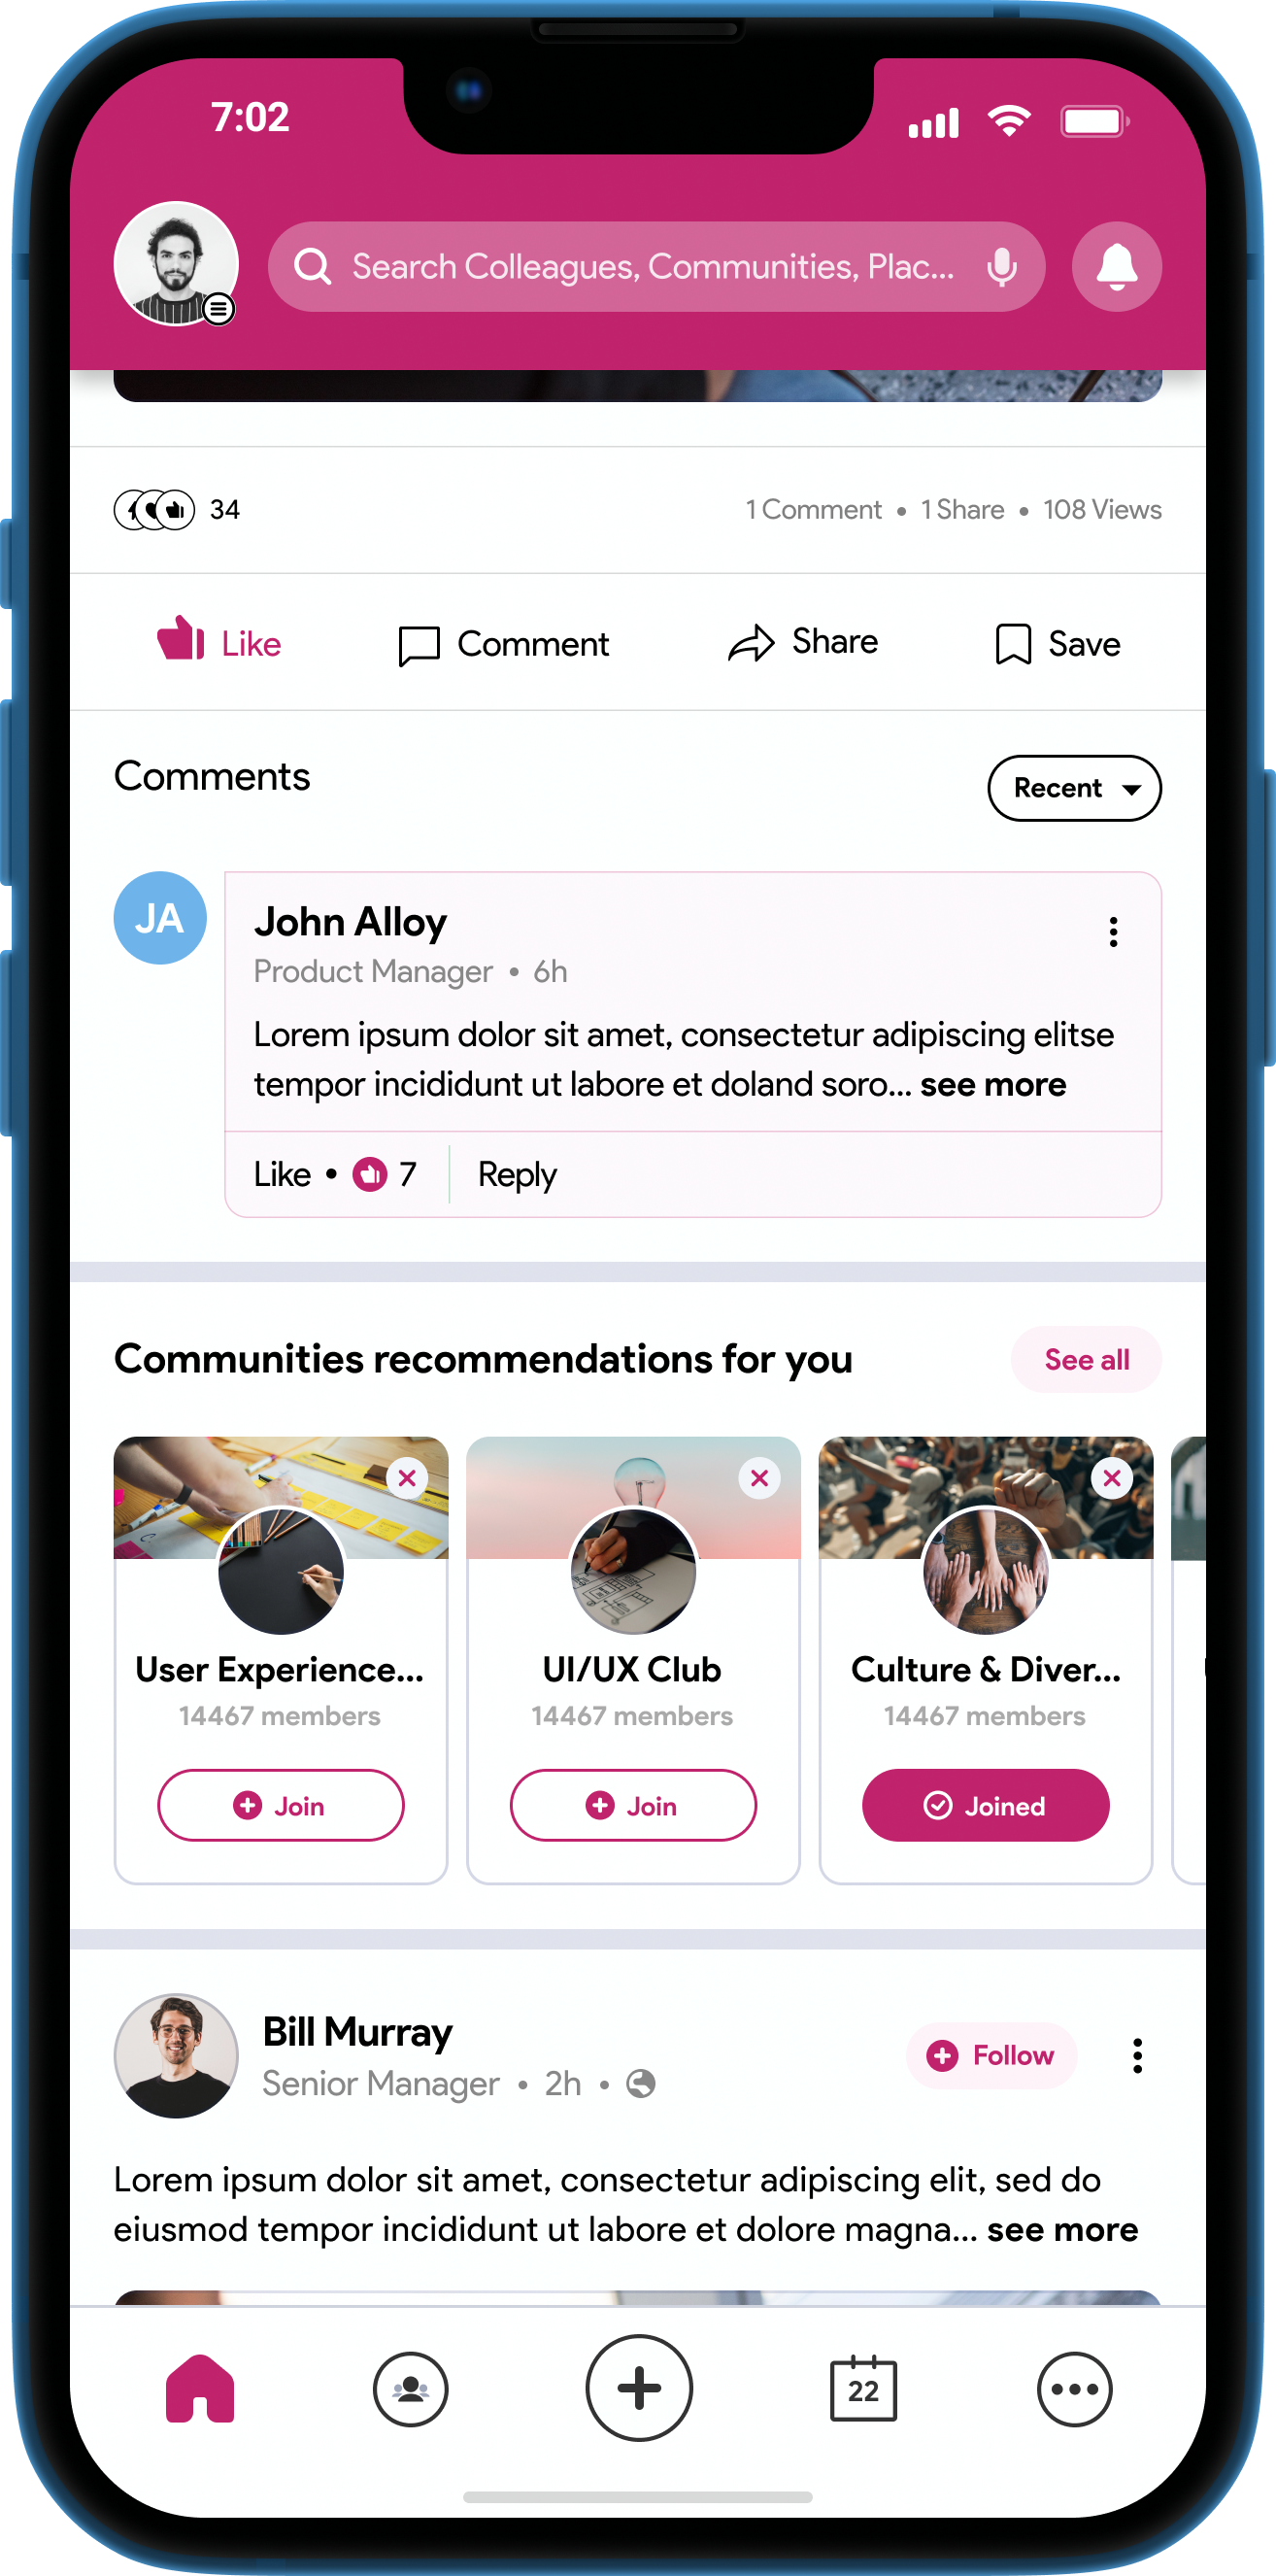 7:02
Search Colleagues, Communities, Plac...
34
1 Comment • 1 Share • 108 Views
Like
Comment
Share
Save
Comments
Recent
JA
John Alloy
Product Manager • 6h
Lorem ipsum dolor sit amet, consectetur adipiscing elitse
tempor incididunt ut labore et doland soro... see more
Like • 7
Reply
Communities recommendations for you
See all
User Experience...
14467 members
Join
UI/UX Club
14467 members
Join
Culture & Diver...
14467 members
Joined
Bill Murray
Senior Manager • 2h •
Follow
Lorem ipsum dolor sit amet, consectetur adipiscing elit, sed do
eiusmod tempor incididunt ut labore et dolore magna... see more
22